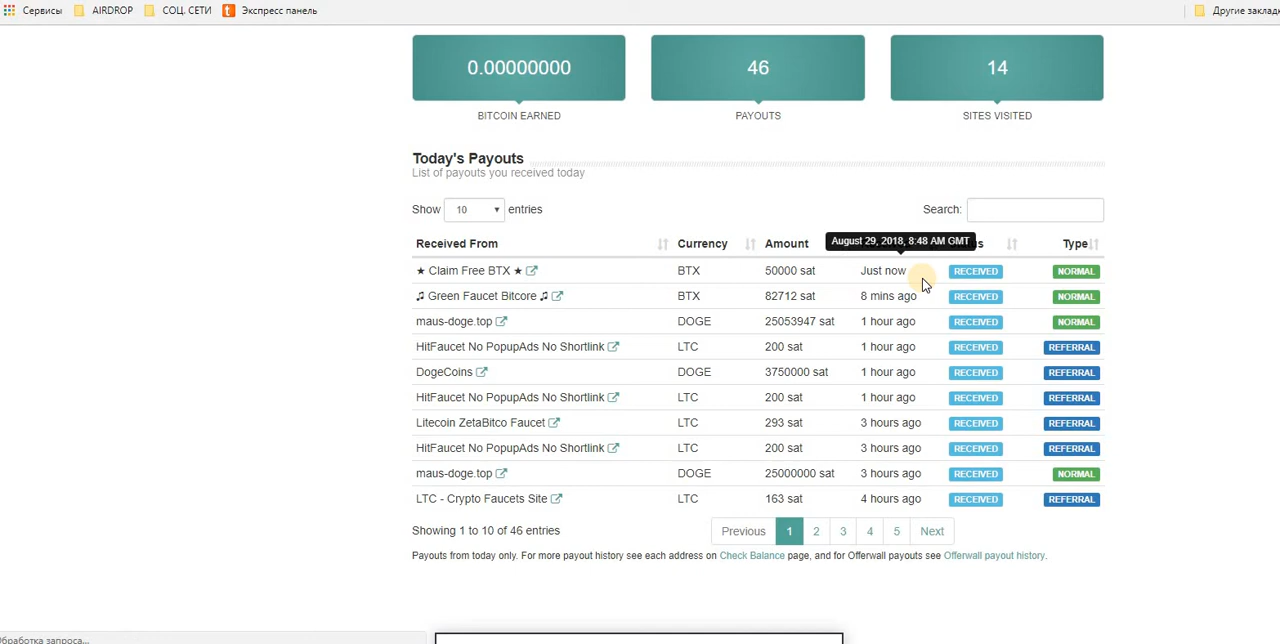 Сервисы AIRDROP СОЦ. СЕТИ Экспресс панель Другие заклад
0.00000000 46 14
BITCOIN EARNED PAYOUTS SITES VISITED
Today's Payouts
List of payouts you received today
Show 10 entries Search:
August 29, 2018, 8:48 AM GMT
Received From Currency Amount Type
★ Claim Free BTX ★ BTX 50000 sat Just now RECEIVED NORMAL
♫ Green Faucet Bitcore ♫ BTX 82712 sat 8 mins ago RECEIVED NORMAL
maus-doge.top DOGE 25053947 sat 1 hour ago RECEIVED NORMAL
HitFaucet No PopupAds No Shortlink LTC 200 sat 1 hour ago RECEIVED REFERRAL
DogeCoins DOGE 3750000 sat 1 hour ago RECEIVED REFERRAL
HitFaucet No PopupAds No Shortlink LTC 200 sat 1 hour ago RECEIVED REFERRAL
Litecoin ZetaBitco Faucet LTC 293 sat 3 hours ago RECEIVED REFERRAL
HitFaucet No PopupAds No Shortlink LTC 200 sat 3 hours ago RECEIVED REFERRAL
maus-doge.top DOGE 25000000 sat 3 hours ago RECEIVED NORMAL
LTC - Crypto Faucets Site LTC 163 sat 4 hours ago RECEIVED REFERRAL
Showing 1 to 10 of 46 entries Previous 1 2 3 4 5 Next
Payouts from today only. For more payout history see each address on Check Balance page, and for Offerwall payouts see Offerwall payout history.
Обработка запроса...